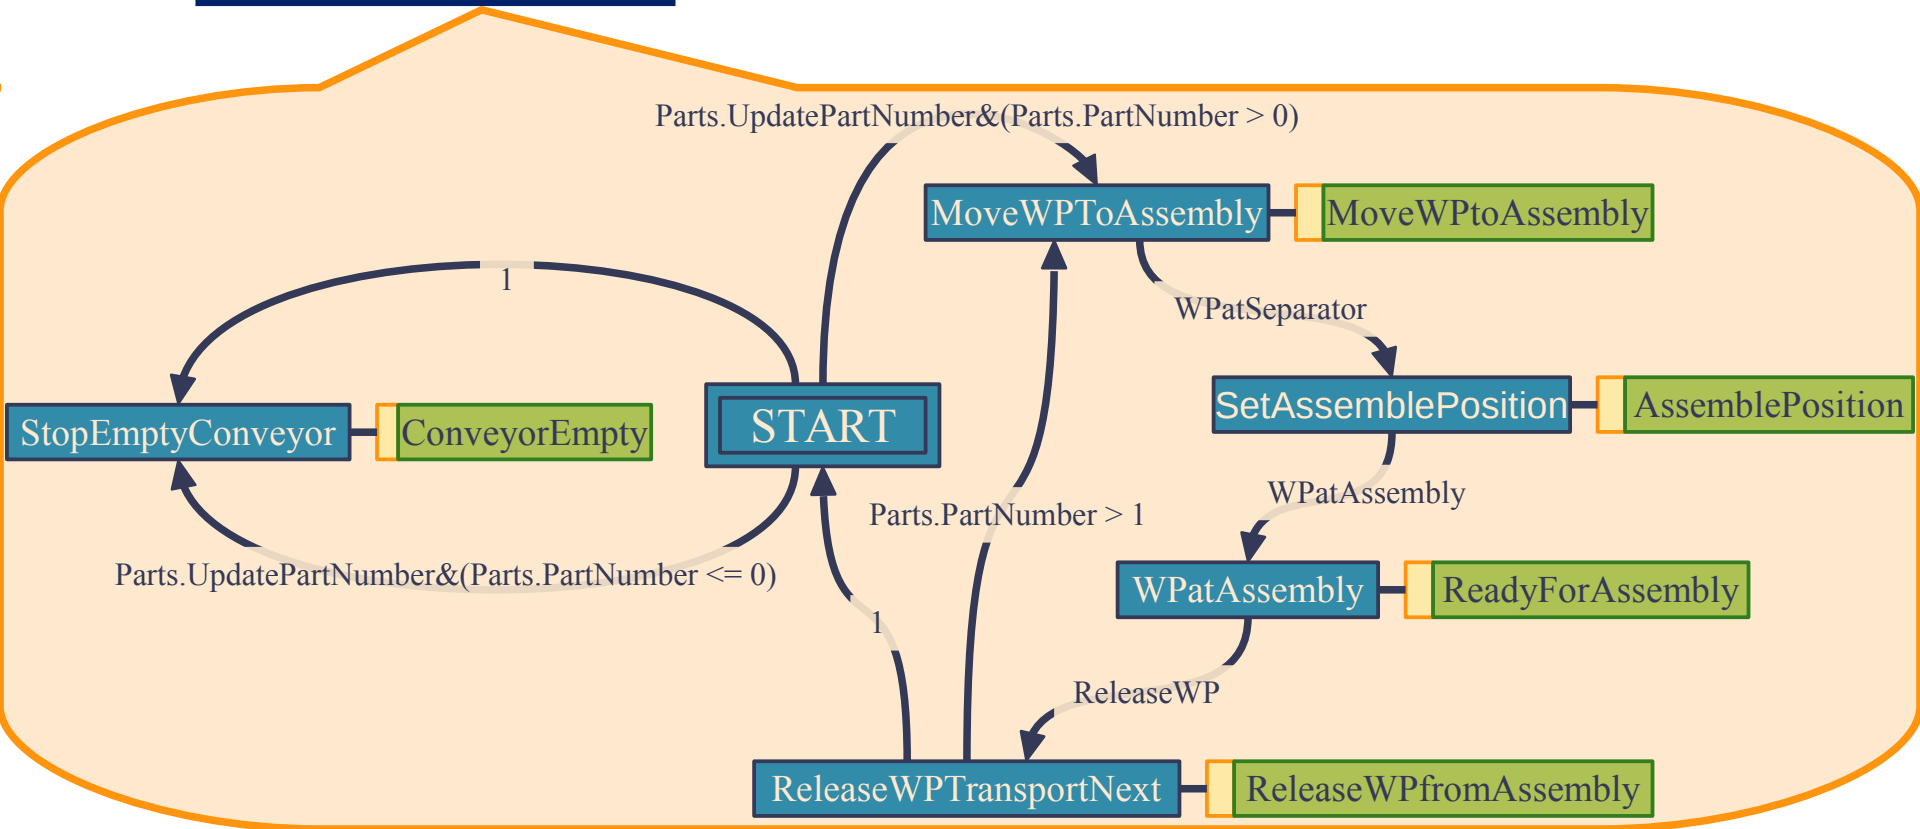 Parts.UpdatePartNumber&(Parts.PartNumber > 0)
MoveWPToAssembly
MoveWPtoAssembly
1
WPatSeparator
StopEmptyConveyor
ConveyorEmpty
START
SetAssemblePosition
AssemblePosition
Parts.PartNumber > 1
WPatAssembly
Parts.UpdatePartNumber&(Parts.PartNumber <= 0)
WPatAssembly
ReadyForAssembly
1
ReleaseWP
ReleaseWPTransportNext
ReleaseWPfromAssembly